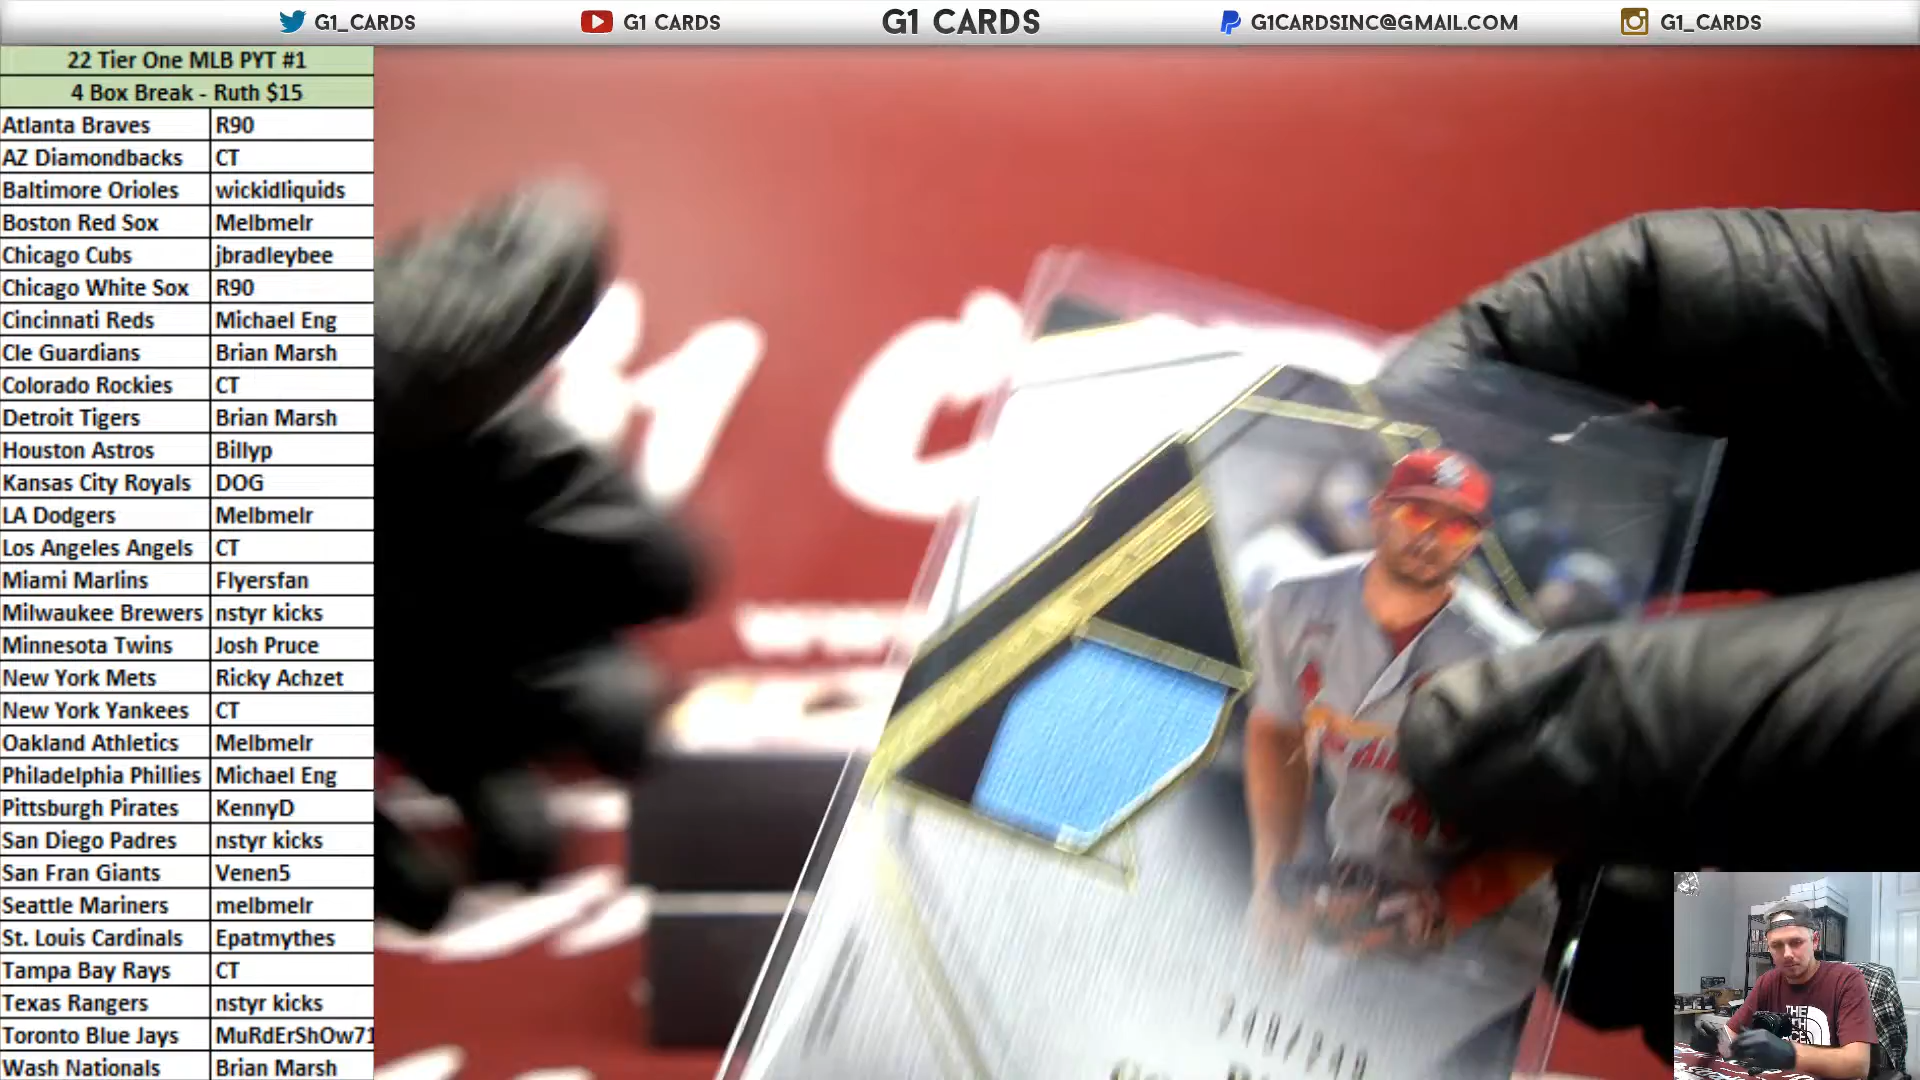 G1_CARDS G1 CARDS G1 CARDS G1CARDSINC@GMAIL.COM G1_CARDS
22 Tier One MLB PYT #1
4 Box Break - Ruth $15
Atlanta Braves R90
AZ Diamondbacks CT
Baltimore Orioles wickidliquids
Boston Red Sox Melbmelr
Chicago Cubs jbradleybee
Chicago White Sox R90
Cincinnati Reds Michael Eng
Cle Guardians Brian Marsh
Colorado Rockies CT
Detroit Tigers Brian Marsh
Houston Astros Billyp
Kansas City Royals DOG
LA Dodgers Melbmelr
Los Angeles Angels CT
Miami Marlins Flyersfan
Milwaukee Brewers nstyr kicks
Minnesota Twins Josh Pruce
New York Mets Ricky Achzet
New York Yankees CT
Oakland Athletics Melbmelr
Philadelphia Phillies Michael Eng
Pittsburgh Pirates KennyD
San Diego Padres nstyr kicks
San Fran Giants Venen5
Seattle Mariners melbmelr
St. Louis Cardinals Epatmythes
Tampa Bay Rays CT
Texas Rangers nstyr kicks
Toronto Blue Jays MuRdErShOw71
Wash Nationals Brian Marsh
THE